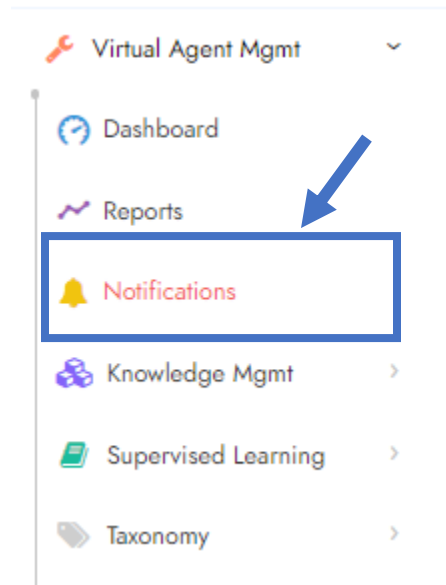 Virtual Agent Mgmt
Dashboard
Reports
Notifications
Knowledge Mgmt
Supervised Learning
Taxonomy